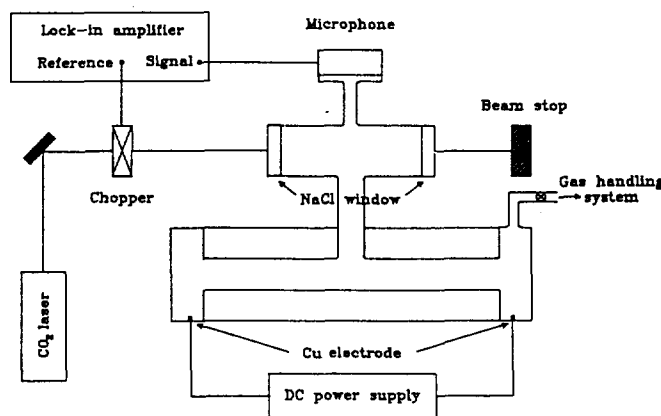 Microphone
Lock-in amplifier
Reference
Signal
Beam stop
Chopper
NaCl window
Gas handling
system
CO₂ laser
Cu electrode
DC power supply